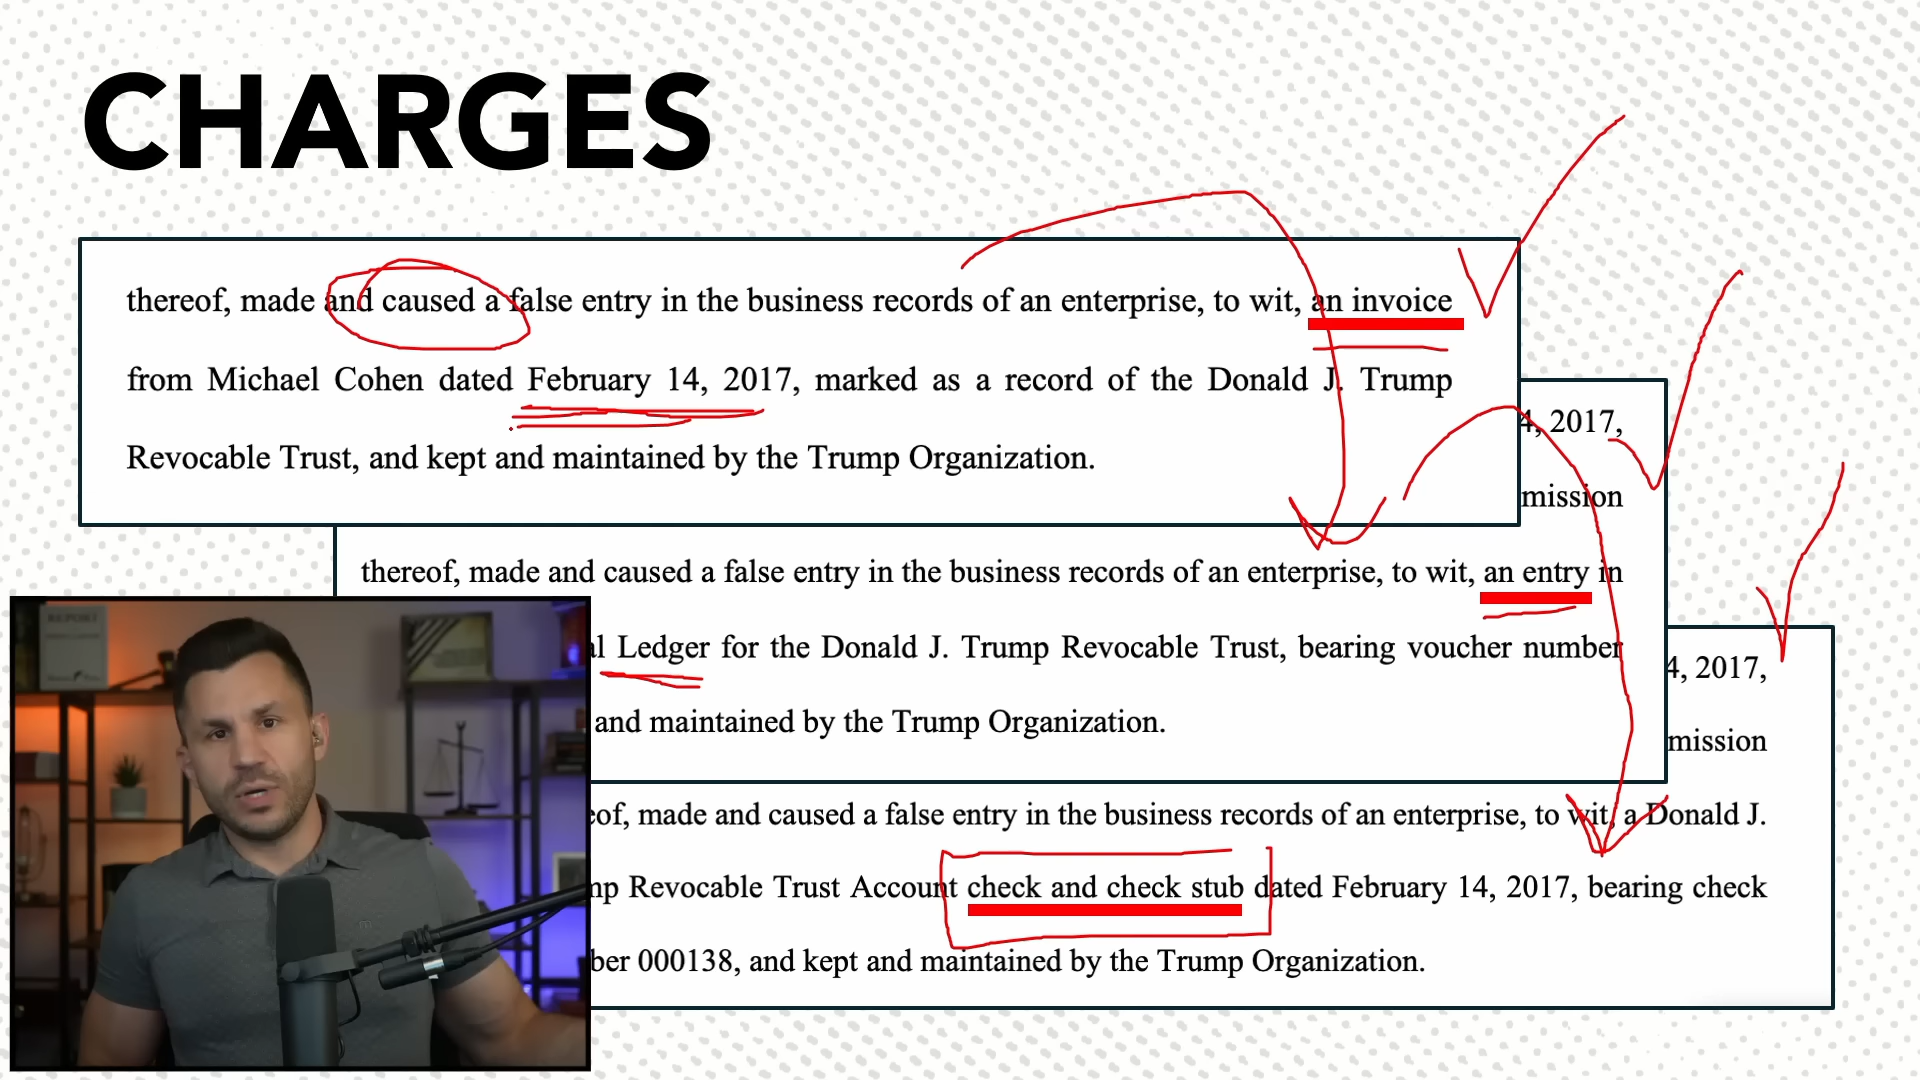 CHARGES
thereof, made and caused a false entry in the business records of an enterprise, to wit, an invoice
from Michael Cohen dated February 14, 2017, marked as a record of the Donald J. Trump
Revocable Trust, and kept and maintained by the Trump Organization.
4, 2017,
mission
thereof, made and caused a false entry in the business records of an enterprise, to wit, an entry in
al Ledger for the Donald J. Trump Revocable Trust, bearing voucher number
and maintained by the Trump Organization.
4, 2017,
mission
eof, made and caused a false entry in the business records of an enterprise, to wit, a Donald J.
mp Revocable Trust Account check and check stub dated February 14, 2017, bearing check
ber 000138, and kept and maintained by the Trump Organization.
REPORT